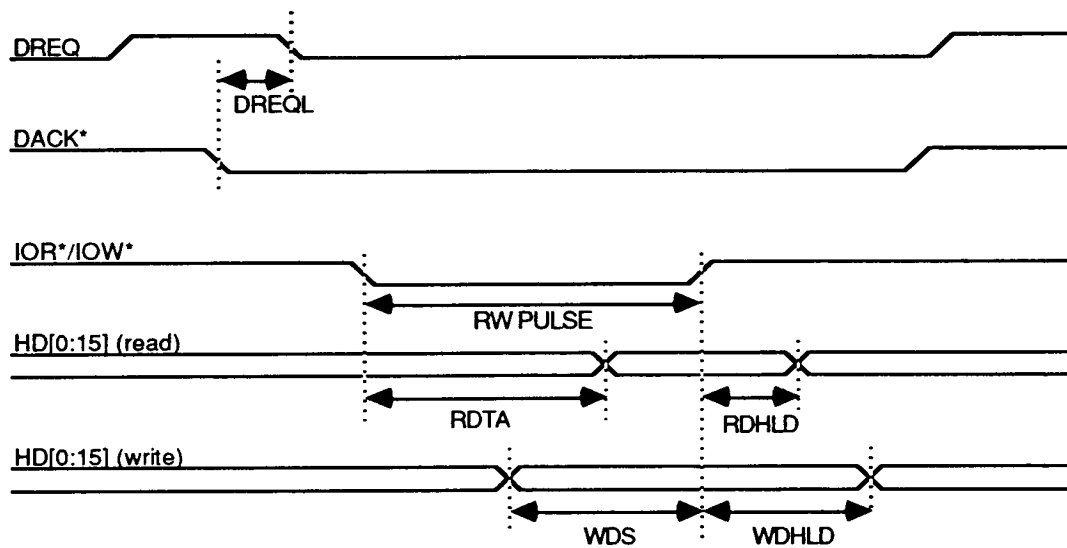 DREQ
DREQL
DACK*
IOR*/IOW*
RW PULSE
HD[0:15] (read)
RDTA
RDHLD
HD[0:15] (write)
WDS
WDHLD